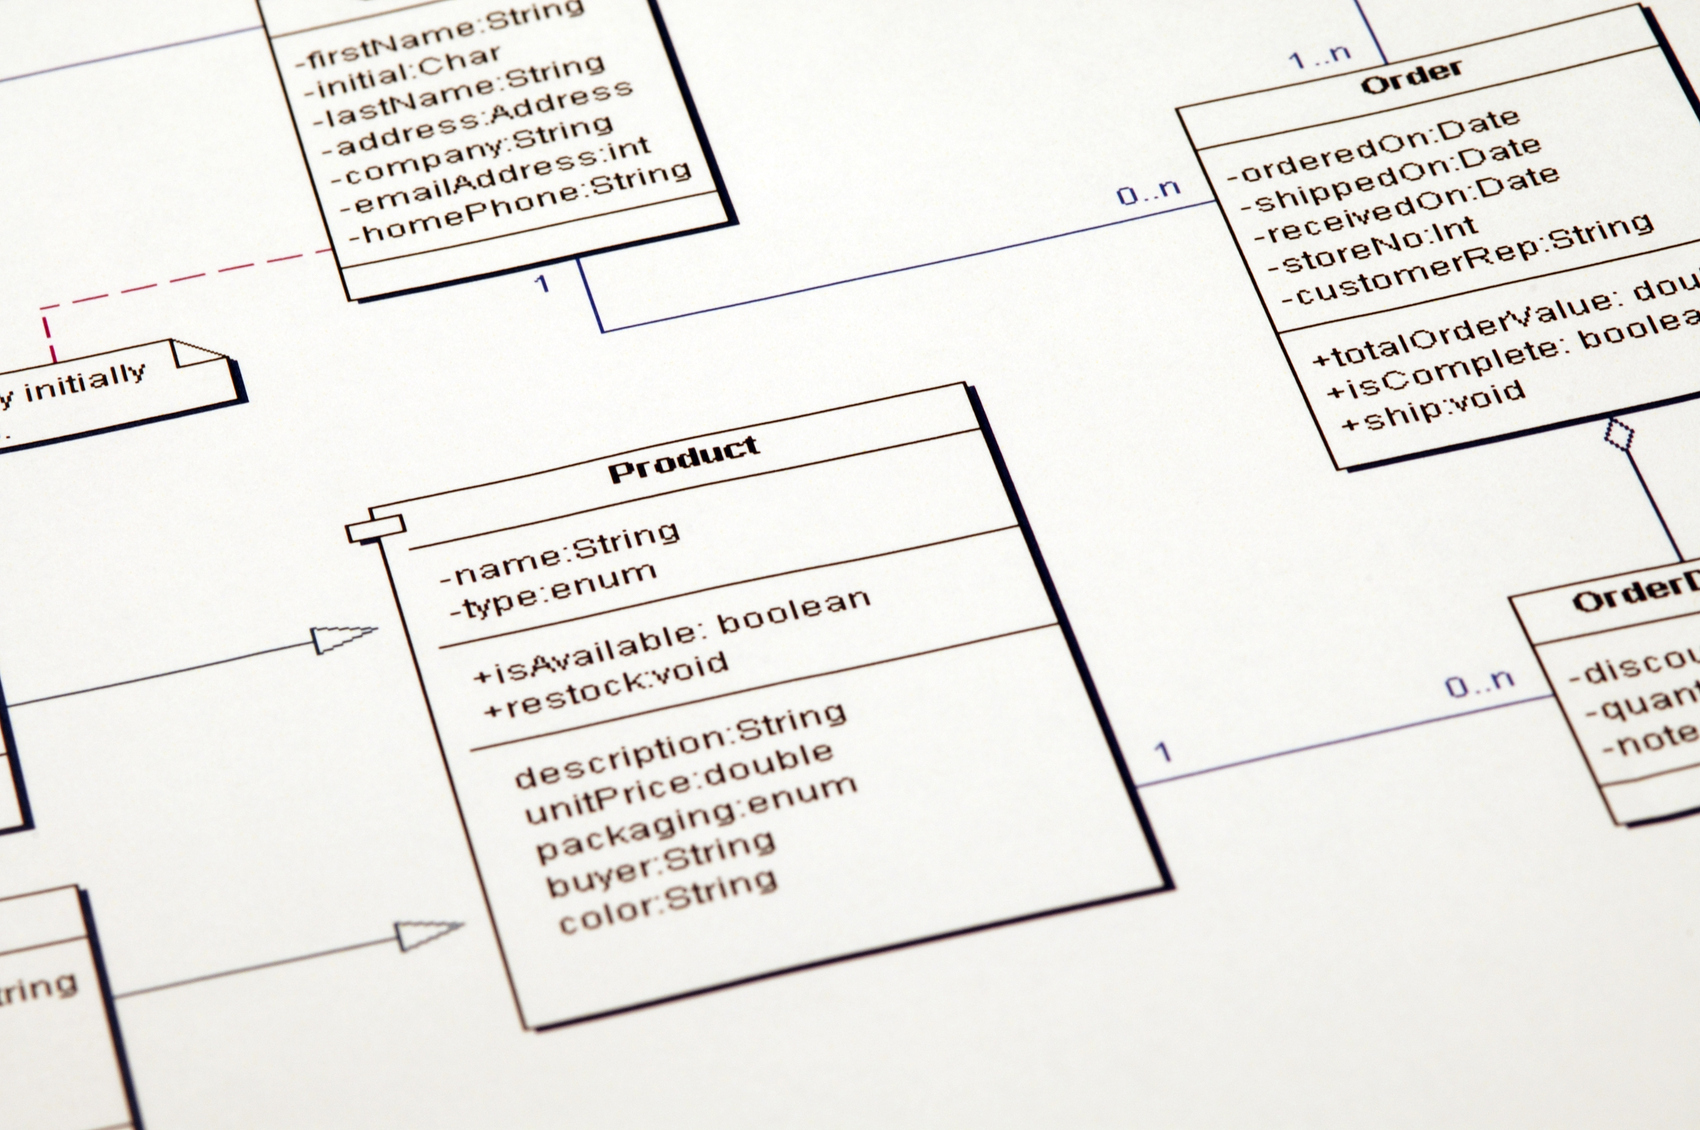 -firstName:String
-initial:Char
-lastName:String
-address:Address
-company:String
-emailAddress:int
-homePhone:String
1
0..n
1..n
Order
-orderedOn:Date
-shippedOn:Date
-receivedOn:Date
-storeNo:Int
-customerRep:String
+totalOrderValue:
+isComplete:
+ship:void
initially
Product
-name:String
-type:enum
+isAvailable: boolean
+restock:void
description:String
unitPrice:double
packaging:enum
buyer:String
color:String
1
0..n